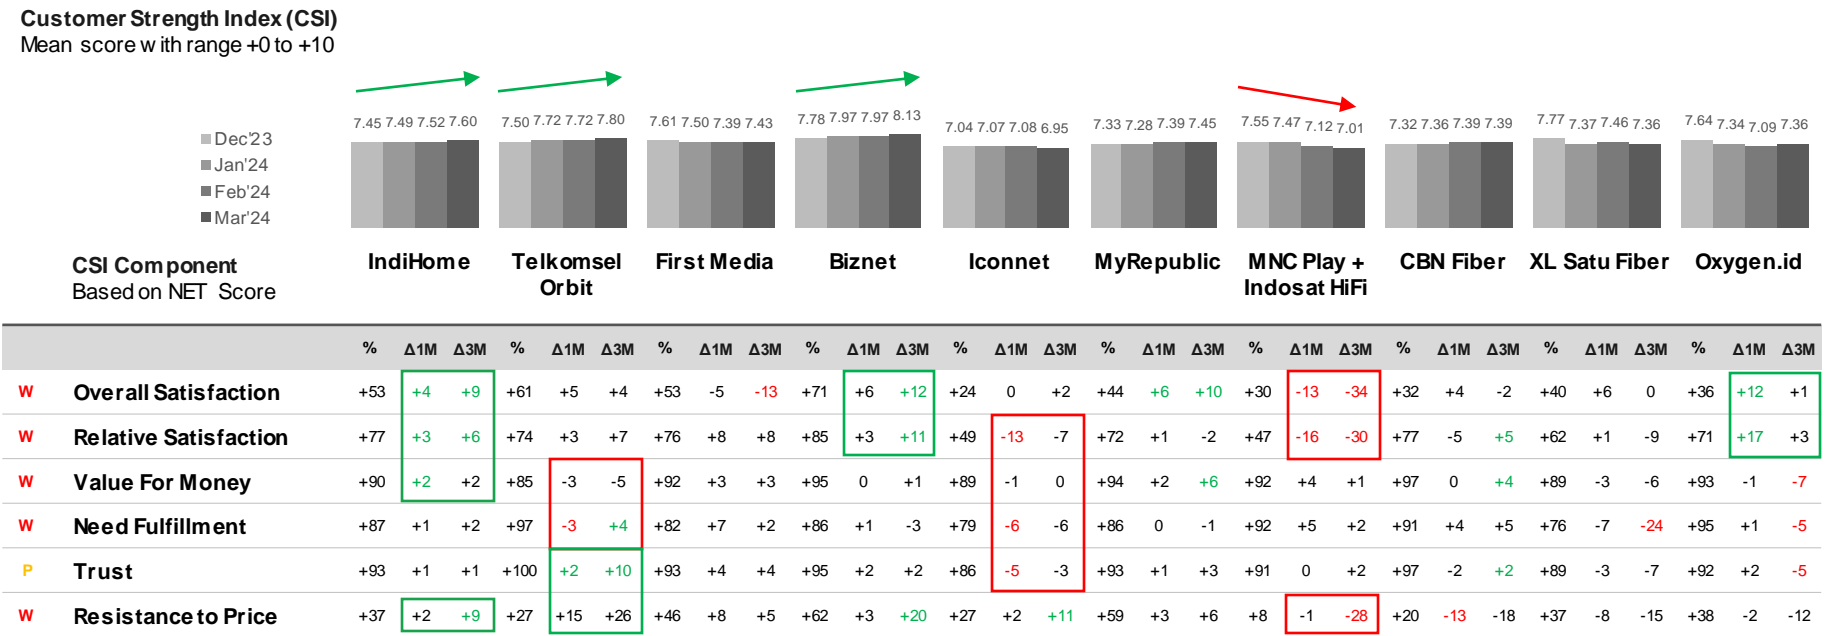 Customer Strength Index (CSI)
Mean score with range +0 to +10
7.45 7.49 7.52 7.60 7.50 7.72 7.72 7.80 7.61 7.50 7.39 7.43 7.78 7.97 7.97 8.13 7.04 7.07 7.08 6.95 7.33 7.28 7.39 7.45 7.55 7.47 7.12 7.01 7.32 7.36 7.39 7.39 7.77 7.37 7.46 7.36 7.64 7.34 7.09 7.36
Dec'23
Jan'24
Feb'24
Mar'24
CSI Component
Based on NET Score
IndiHome
Telkomsel
Orbit
First Media
Biznet
Iconnet
MyRepublic
MNC Play +
Indosat HiFi
CBN Fiber
XL Satu Fiber
Oxygen.id
% Δ1M Δ3M % Δ1M Δ3M % Δ1M Δ3M % Δ1M Δ3M % Δ1M Δ3M % Δ1M Δ3M % Δ1M Δ3M % Δ1M Δ3M % Δ1M Δ3M % Δ1M Δ3M
W Overall Satisfaction +53 +4 +9 +61 +5 +4 +53 -5 -13 +71 +6 +12 +24 0 +2 +44 +6 +10 +30 -13 -34 +32 +4 -2 +40 +6 0 +36 +12 +1
W Relative Satisfaction +77 +3 +6 +74 +3 +7 +76 +8 +8 +85 +3 +11 +49 -13 -7 +72 +1 -2 +47 -16 -30 +77 -5 +5 +62 +1 -9 +71 +17 +3
W Value For Money +90 +2 +2 +85 -3 -5 +92 +3 +3 +95 0 +1 +89 -1 0 +94 +2 +6 +92 +4 +1 +97 0 +4 +89 -3 -6 +93 -1 -7
W Need Fulfillment +87 +1 +2 +97 -3 +4 +82 +7 +2 +86 +1 -3 +79 -6 -6 +86 0 -1 +92 +5 +2 +91 +4 +5 +76 -7 -24 +95 +1 -5
P Trust +93 +1 +1 +100 +2 +10 +93 +4 +4 +95 +2 +2 +86 -5 -3 +93 +1 +3 +91 0 +2 +97 -2 +2 +89 -3 -7 +92 +2 -5
W Resistance to Price +37 +2 +9 +27 +15 +26 +46 +8 +5 +62 +3 +20 +27 +2 +11 +59 +3 +6 +8 -1 -28 +20 -13 -18 +37 -8 -15 +38 -2 -12